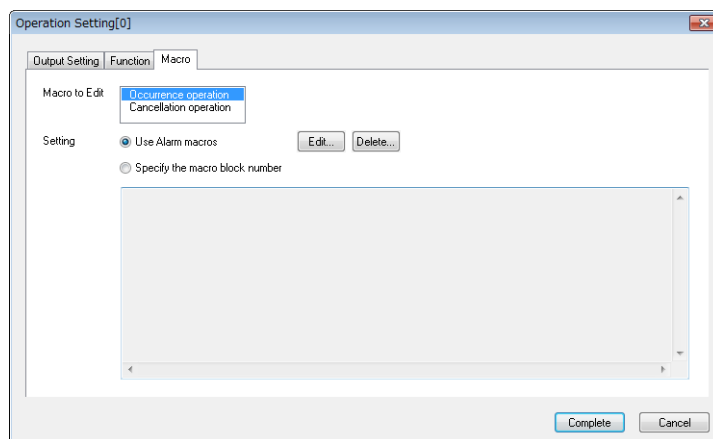 Operation Setting[0]
Output Setting Function Macro
Macro to Edit
Occurrence operation
Cancellation operation
Setting
Use Alarm macros
Edit...
Delete...
Specify the macro block number
Complete
Cancel